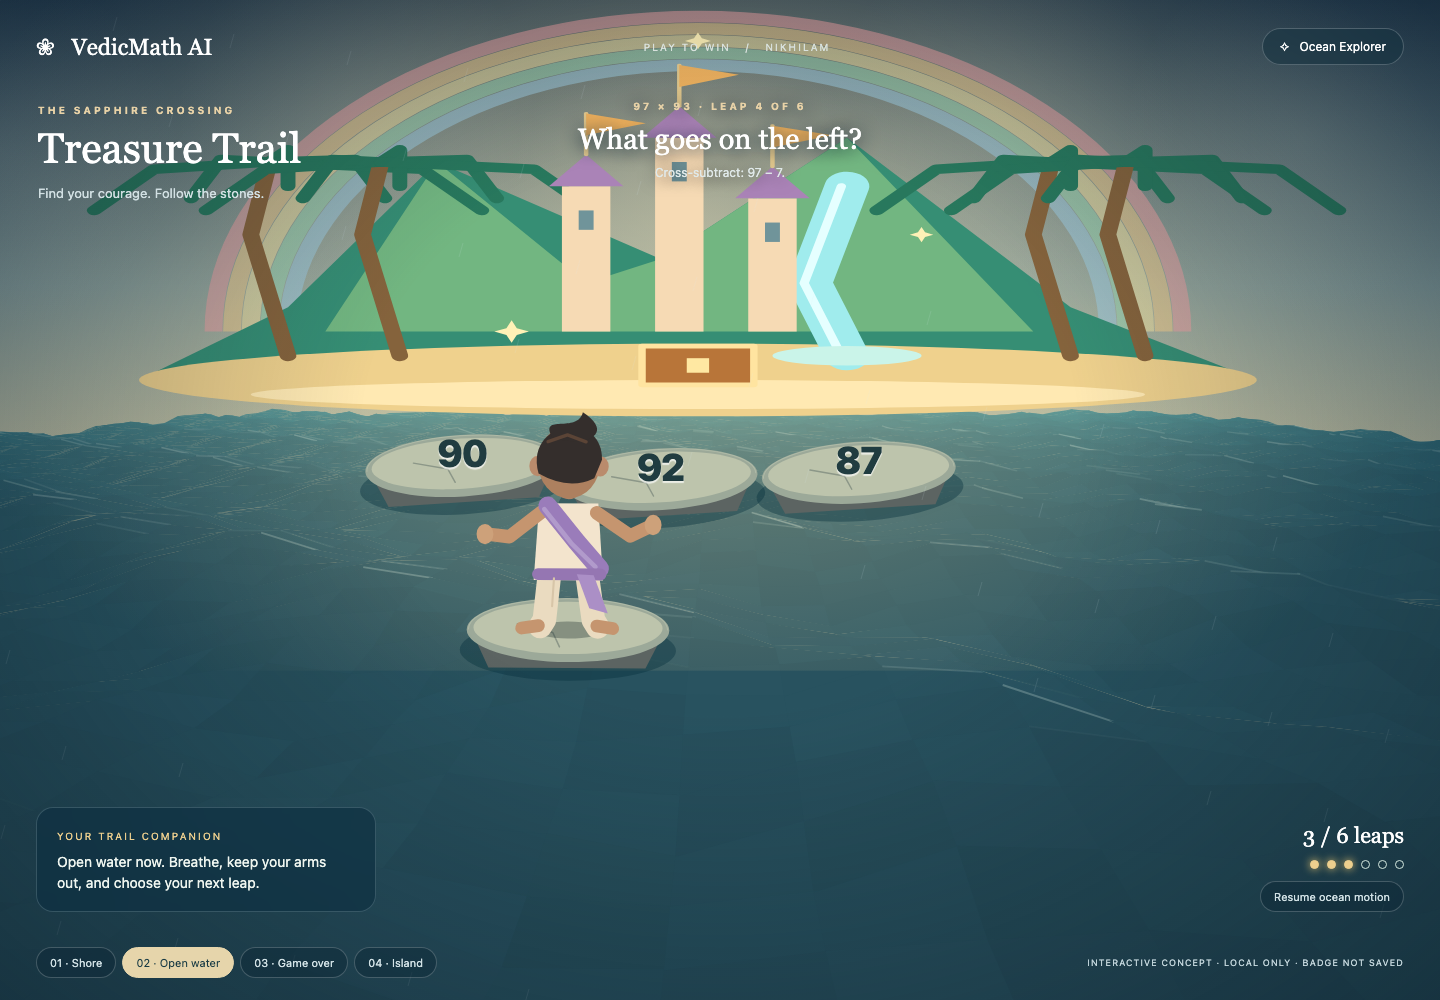 VedicMath AI
PLAY TO WIN / NIKHILAM
Ocean Explorer
THE SAPPHIRE CROSSING
Treasure Trail
Find your courage. Follow the stones.
97 × 93 · LEAP 4 OF 6
What goes on the left?
Cross-subtract: 97 – 7.
90
92
87
YOUR TRAIL COMPANION
Open water now. Breathe, keep your arms
out, and choose your next leap.
3 / 6 leaps
Resume ocean motion
01 · Shore
02 · Open water
03 · Game over
04 · Island
INTERACTIVE CONCEPT · LOCAL ONLY · BADGE NOT SAVED